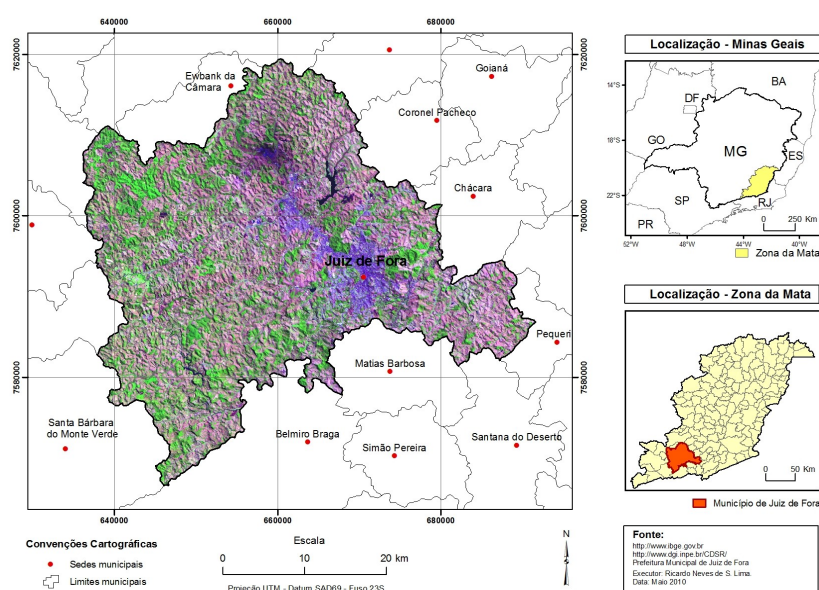 640000
660000
680000
7620000
7620000
Ewbank da
Câmara
Goianá
Coronel Pacheco
Chácara
7600000
7600000
Juiz de Fora
Pequeri
Matias Barbosa
7580000
7580000
Santa Bárbara
do Monte Verde
Belmiro Braga
Simão Pereira
Santana do Deserto
640000
660000
680000
Convenções Cartográficas
Sedes municipais
Limites municipais
Escala
0 10 20 km
Projeção UTM - Datum SAD69 - Fuso 23S
N
Localização - Minas Gerais
14°S
18°S
22°S
BA
DF
GO
MG
ES
SP
RJ
PR
0 250 Km
52°W 48°W 44°W 40°W
Zona da Mata
Localização - Zona da Mata
0 50 Km
Município de Juiz de Fora
Fonte:
http://www.ibge.gov.br
http://www.dgi.inpe.br/CDSR/
Prefeitura Municipal de Juiz de Fora
Executor: Ricardo Neves de S. Lima.
Data: Maio 2010